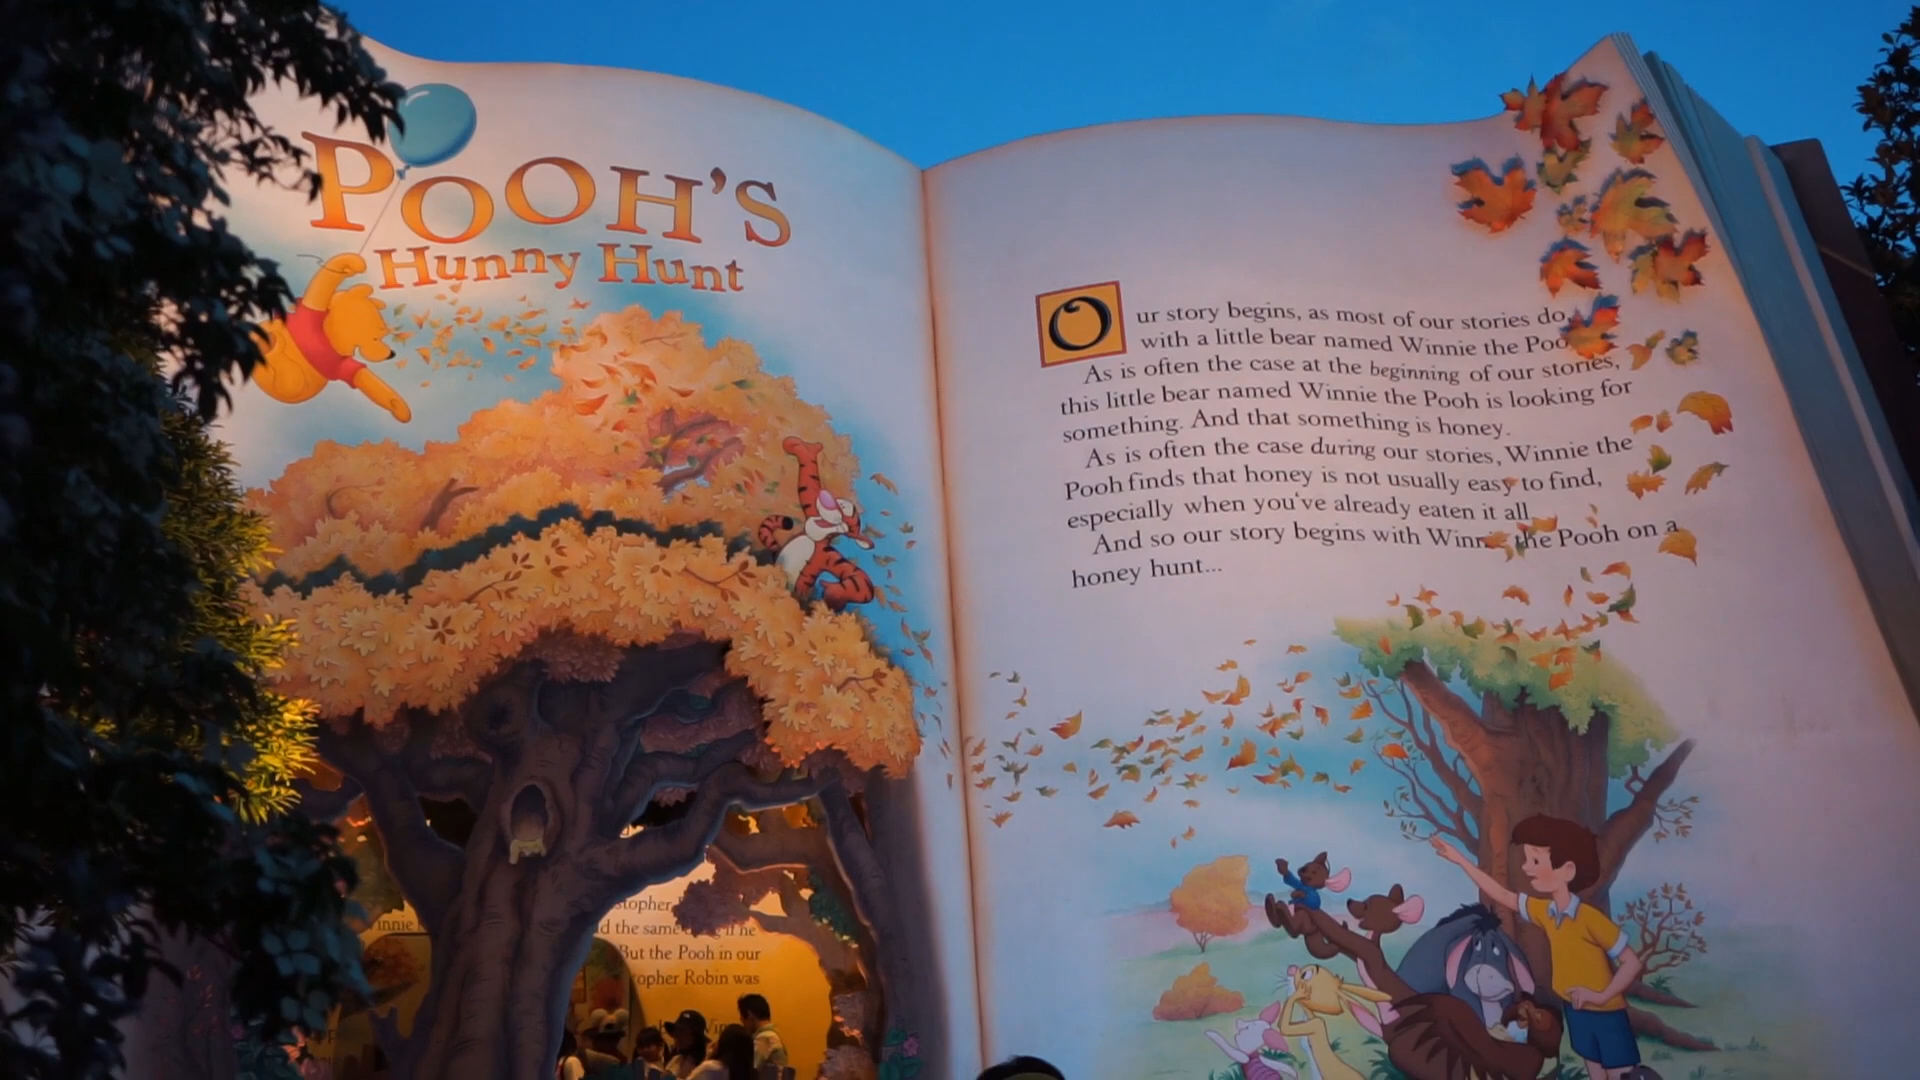 POOH'S
Hunny Hunt
Our story begins, as most of our stories do,
with a little bear named Winnie the Poo
As is often the case at the beginning of our stories,
this little bear named Winnie the Pooh is looking for
something. And that something is honey.
As is often the case during our stories, Winnie the
Pooh finds that honey is not usually easy to find,
especially when you've already eaten it all
And so our story begins with Winnie the Pooh on a
honey hunt...
stopher
innie
d the same if he
But the Pooh in our
topher Robin was